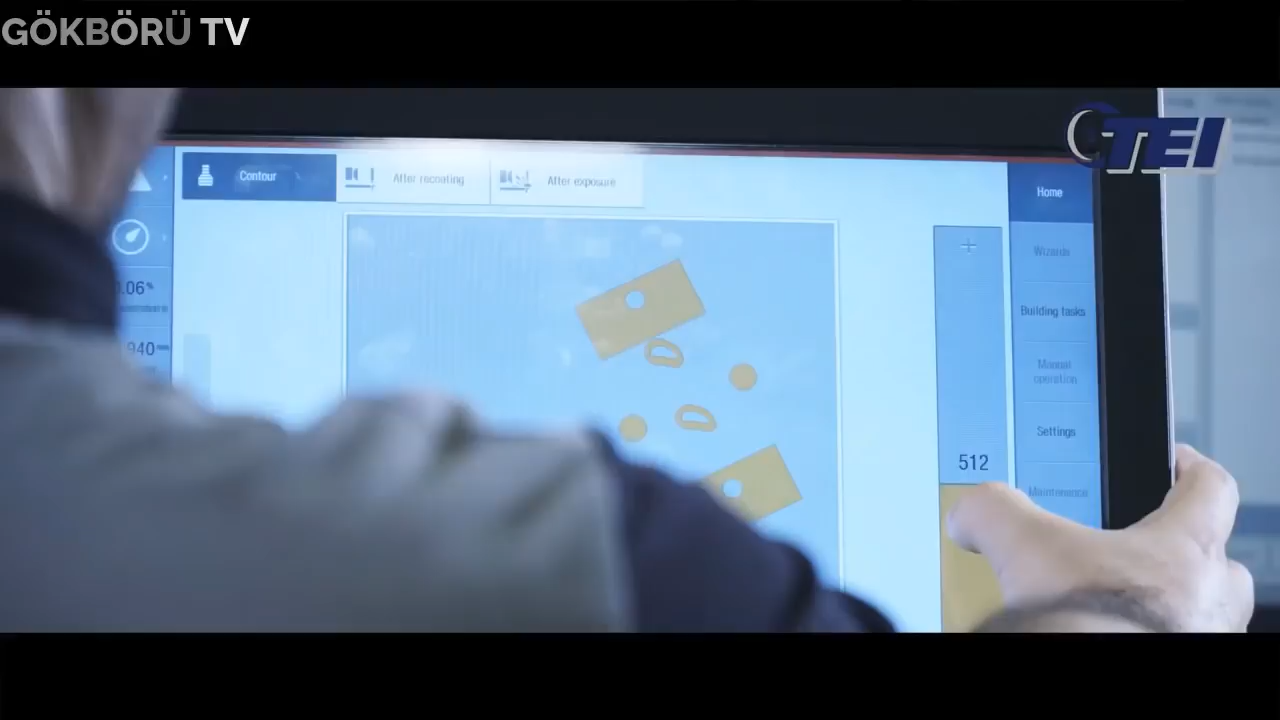 GÖKBÖRÜ TV
TEI
Contour
After recoating
After exposure
Home
Wizards
.06%
Building tasks
940 mm
Manual
operation
Settings
512
Maintenance